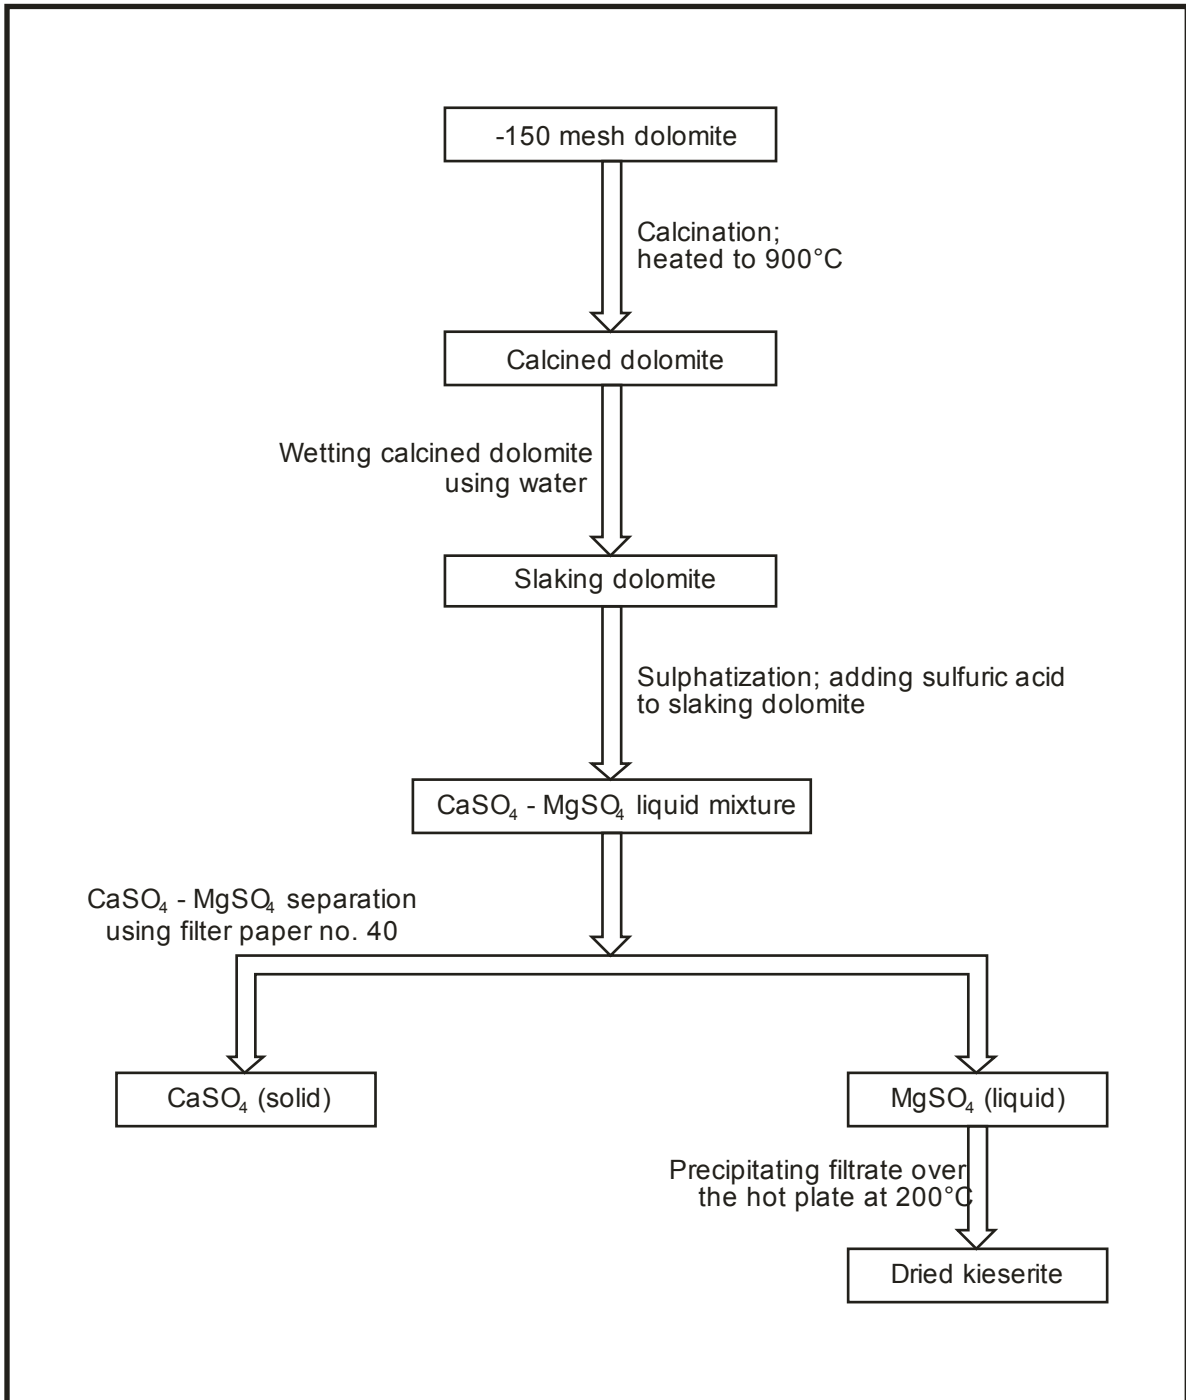 -150 mesh dolomite
Calcination;
heated to 900°C
Calcined dolomite
Wetting calcined dolomite
using water
Slaking dolomite
Sulphatization; adding sulfuric acid
to slaking dolomite
CaSO₄ - MgSO₄ liquid mixture
CaSO₄ - MgSO₄ separation
using filter paper no. 40
CaSO₄ (solid)
MgSO₄ (liquid)
Precipitating filtrate over
the hot plate at 200°C
Dried kieserite